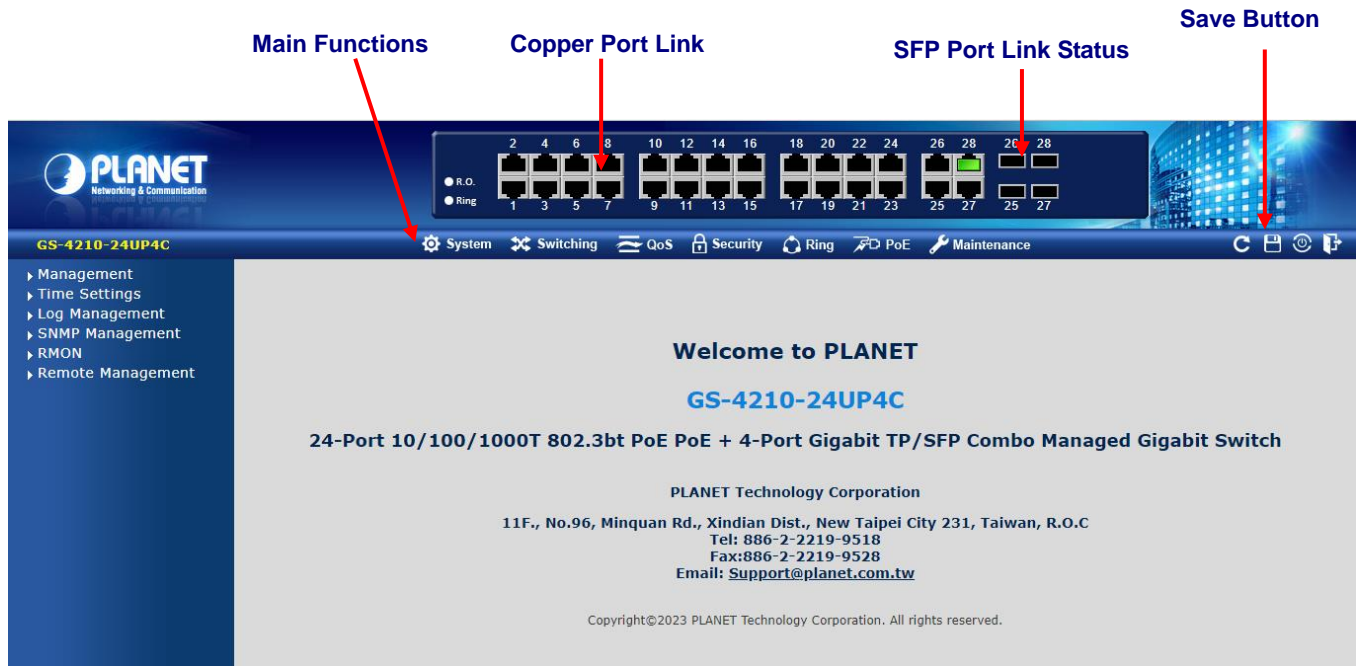 Save Button
Main Functions
Copper Port Link
SFP Port Link Status
2 4 6 8 10 12 14 16 18 20 22 24 26 28 26 28
PLANET
Networking & Communication
R.O.
Ring
1 3 5 7 9 11 13 15 17 19 21 23 25 27 25 27
GS-4210-24UP4C
System Switching QoS Security Ring PoE Maintenance
Management
Time Settings
Log Management
SNMP Management
RMON
Remote Management
Welcome to PLANET
GS-4210-24UP4C
24-Port 10/100/1000T 802.3bt PoE PoE + 4-Port Gigabit TP/SFP Combo Managed Gigabit Switch
PLANET Technology Corporation
11F., No.96, Minquan Rd., Xindian Dist., New Taipei City 231, Taiwan, R.O.C
Tel: 886-2-2219-9518
Fax:886-2-2219-9528
Email: Support@planet.com.tw
Copyright©2023 PLANET Technology Corporation. All rights reserved.